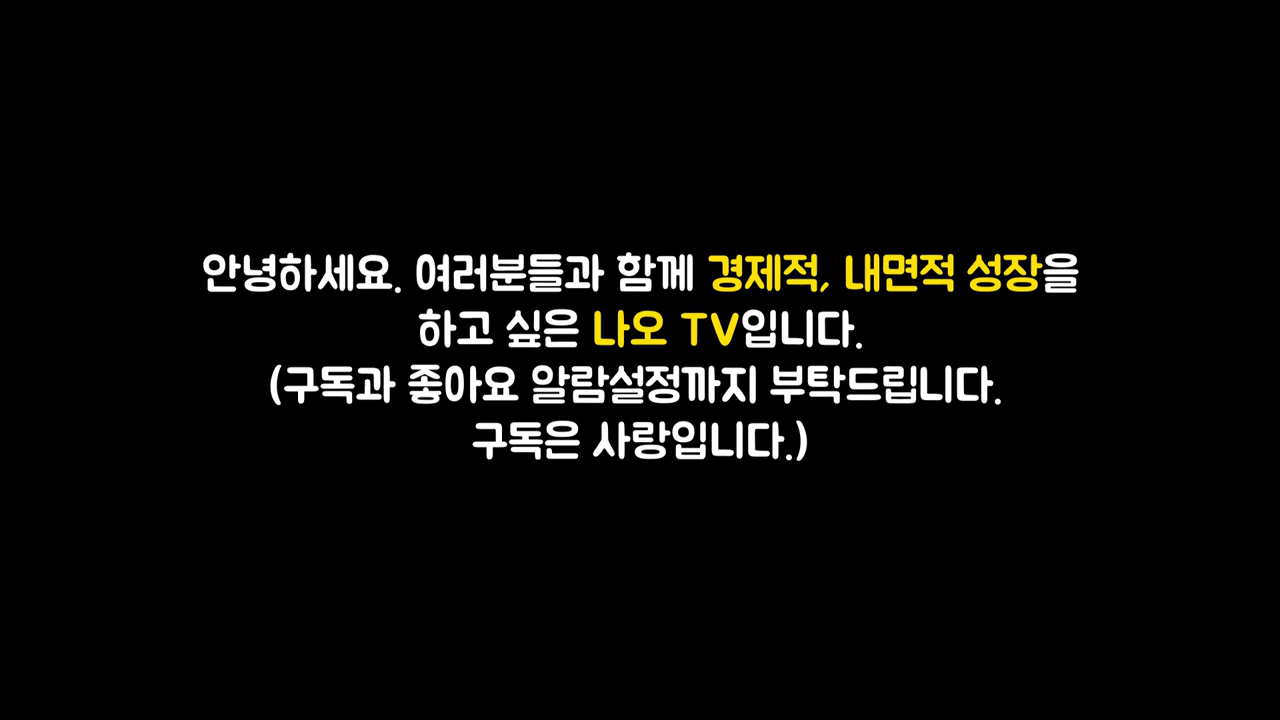 안녕하세요. 여러분들과 함께 경제적, 내면적 성장을
하고 싶은 나오 TV입니다.
(구독과 좋아요 알람설정까지 부탁드립니다.
구독은 사랑입니다.)